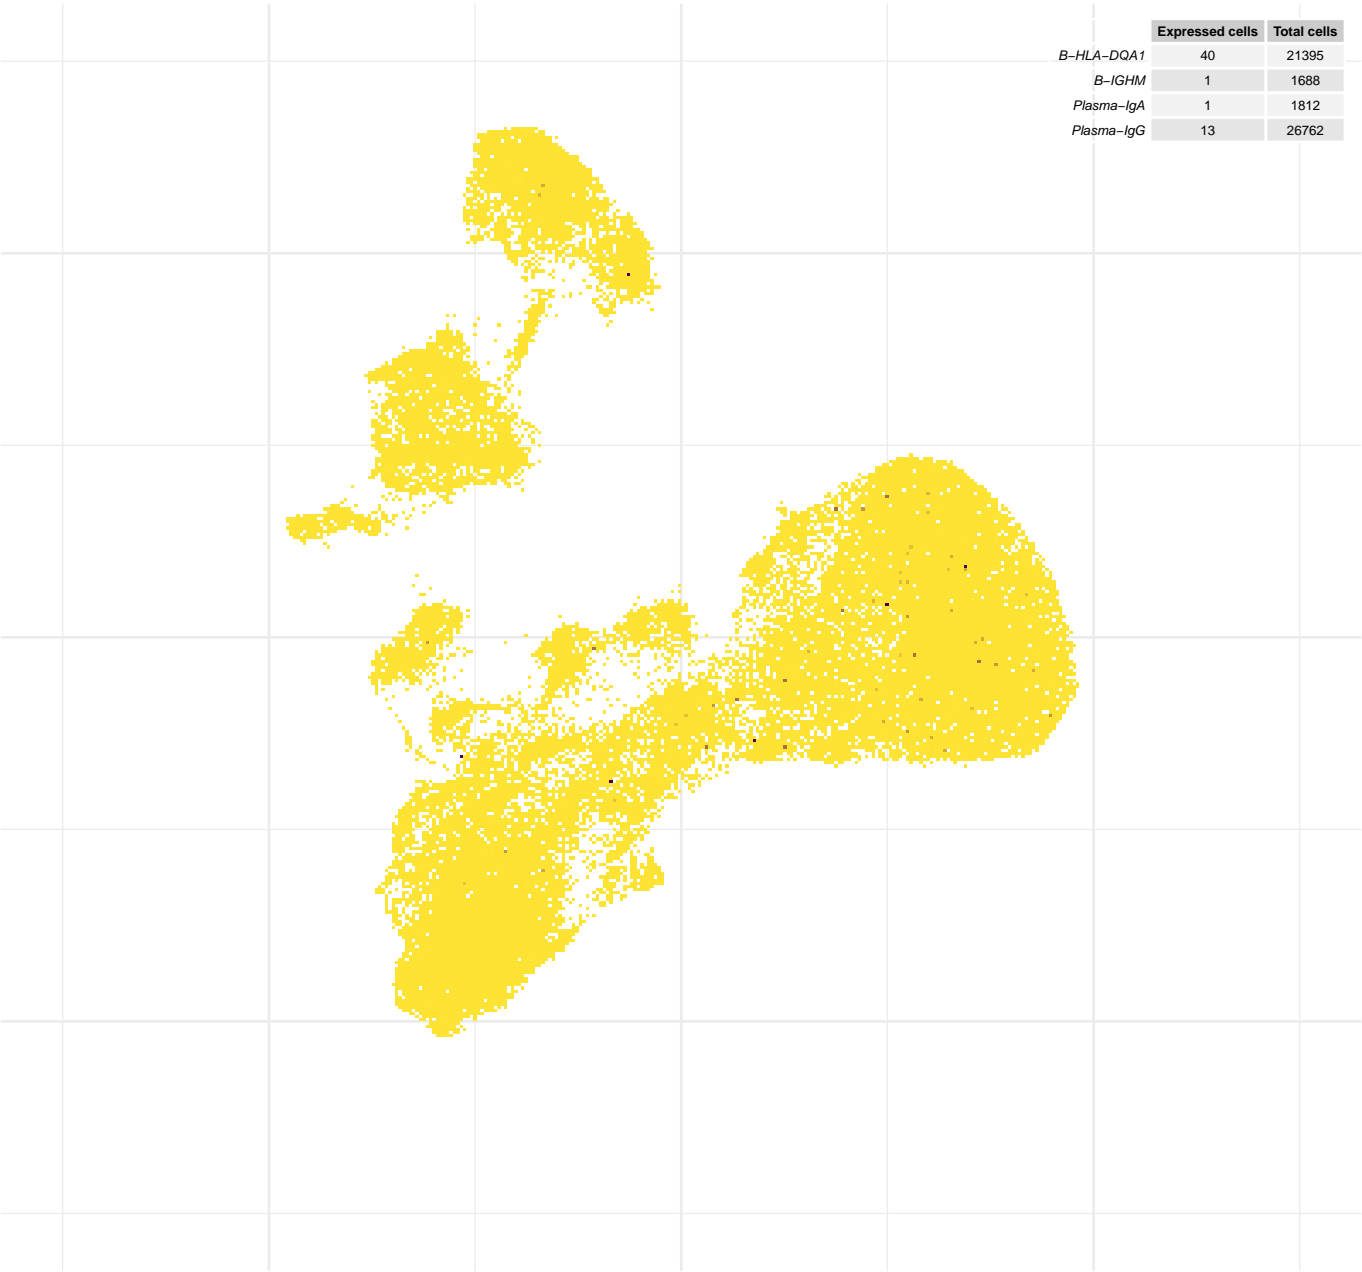 Expressed cells Total cells
B−HLA−DQA1 40 21395
B−IGHM 1 1688
Plasma−IgA 1 1812
Plasma−IgG 13 26762